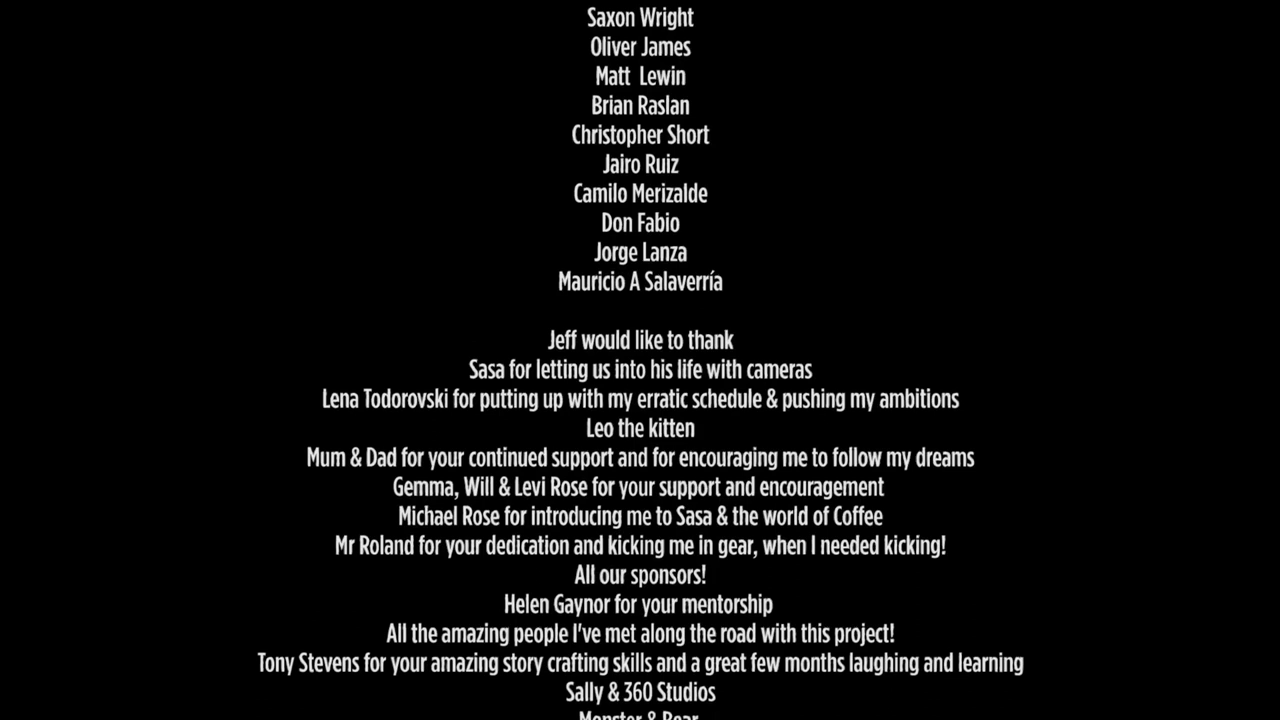 Saxon Wright
Oliver James
Matt Lewin
Brian Raslan
Christopher Short
Jairo Ruiz
Camilo Merizalde
Don Fabio
Jorge Lanza
Mauricio A Salaverría
Jeff would like to thank
Sasa for letting us into his life with cameras
Lena Todorovski for putting up with my erratic schedule & pushing my ambitions
Leo the kitten
Mum & Dad for your continued support and for encouraging me to follow my dreams
Gemma, Will & Levi Rose for your support and encouragement
Michael Rose for introducing me to Sasa & the world of Coffee
Mr Roland for your dedication and kicking me in gear, when I needed kicking!
All our sponsors!
Helen Gaynor for your mentorship
All the amazing people I've met along the road with this project!
Tony Stevens for your amazing story crafting skills and a great few months laughing and learning
Sally & 360 Studios
Monster & Bear